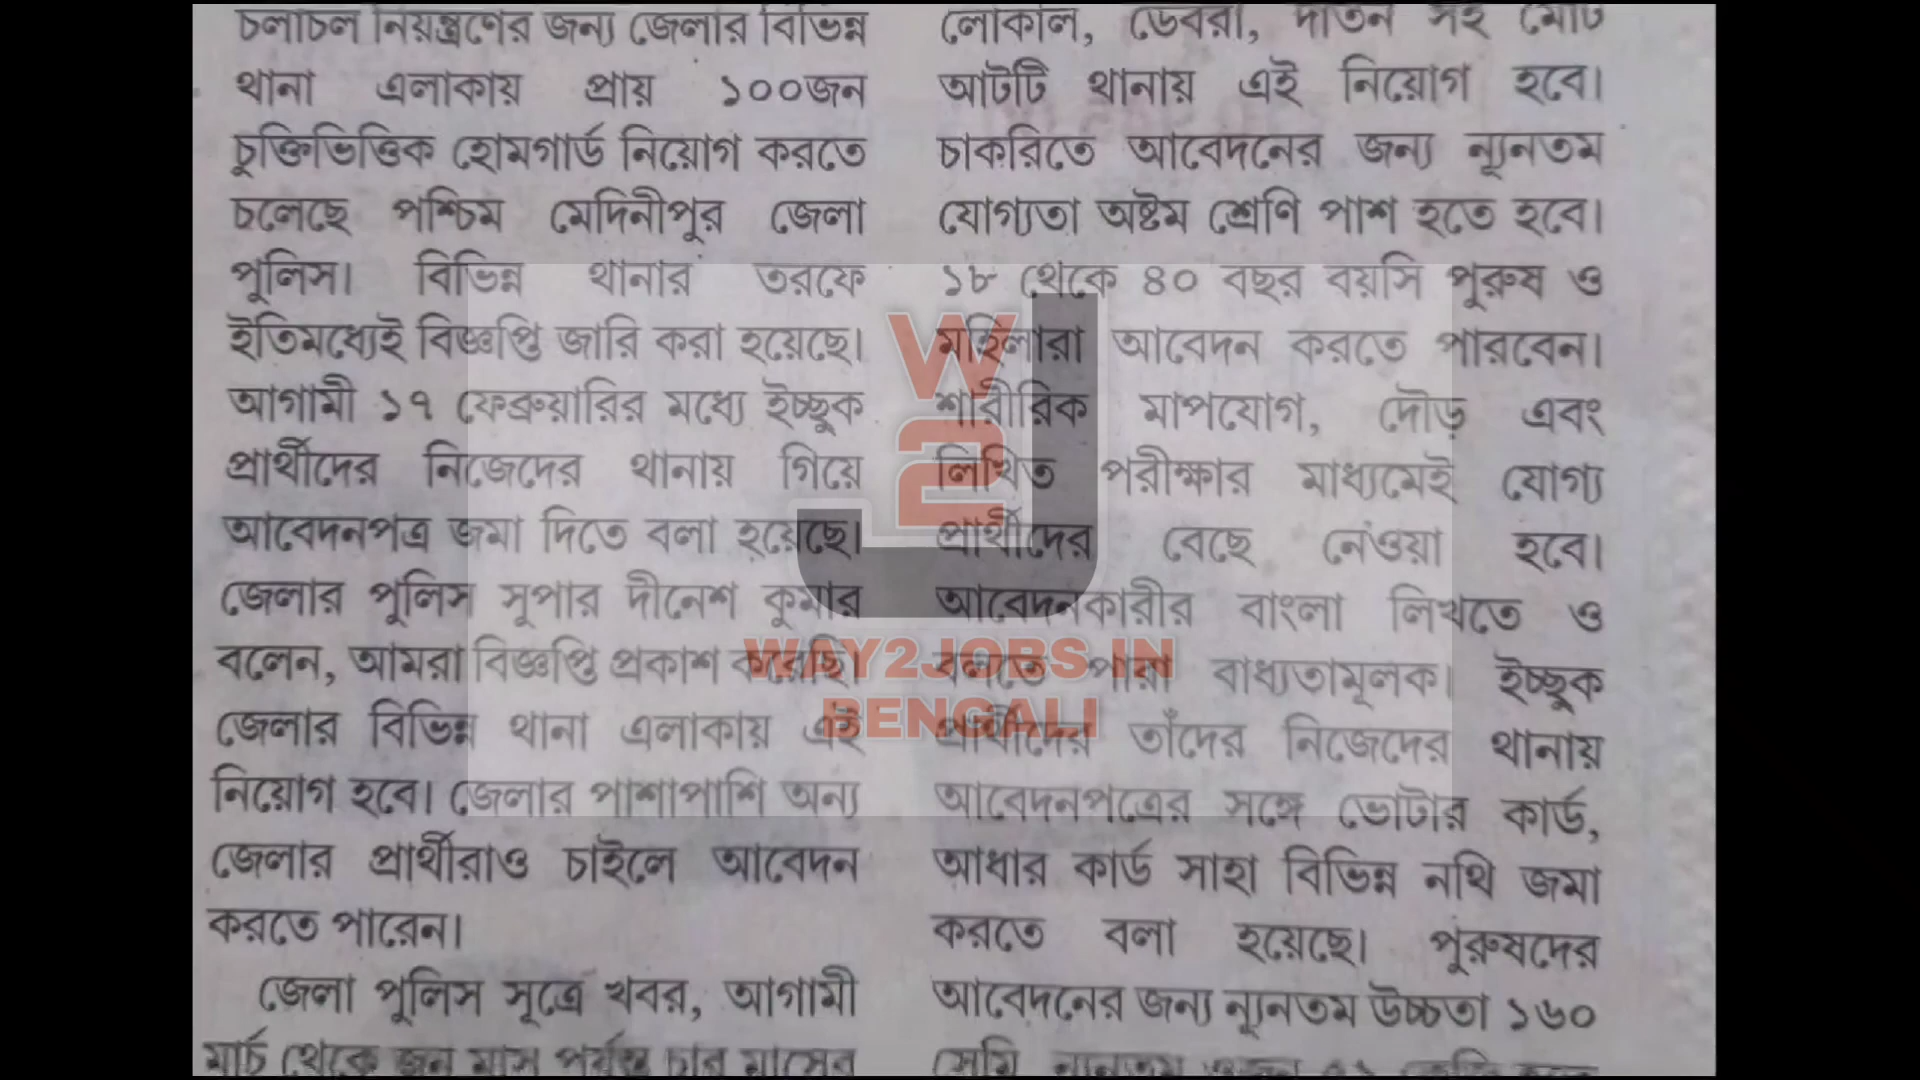 চলাচল নিয়ন্ত্রণের জন্য জেলার বিভিন্ন
থানা এলাকায় প্রায় ১০০জন
চুক্তিভিত্তিক হোমগার্ড নিয়োগ করতে
চলেছে পশ্চিম মেদিনীপুর জেলা
পুলিস। বিভিন্ন থানার তরফে
ইতিমধ্যেই বিজ্ঞপ্তি জারি করা হয়েছে।
আগামী ১৭ ফেব্রুয়ারির মধ্যে ইচ্ছুক
প্রার্থীদের নিজেদের থানায় গিয়ে
আবেদনপত্র জমা দিতে বলা হয়েছে।
জেলার পুলিস সুপার দীনেশ কুমার
বলেন, আমরা বিজ্ঞপ্তি প্রকাশ করেছি।
জেলার বিভিন্ন থানা এলাকায় এই
নিয়োগ হবে। জেলার পাশাপাশি অন্য
জেলার প্রার্থীরাও চাইলে আবেদন
করতে পারেন।
জেলা পুলিস সূত্রে খবর, আগামী
মার্চ থেকে জুন মাস পর্যন্ত চার মাসের
লোকাল, ডেবরা, দাঁতন সহ মোট
আটটি থানায় এই নিয়োগ হবে।
চাকরিতে আবেদনের জন্য ন্যূনতম
যোগ্যতা অষ্টম শ্রেণি পাশ হতে হবে।
১৮ থেকে ৪০ বছর বয়সি পুরুষ ও
মহিলারা আবেদন করতে পারবেন।
শারীরিক মাপযোগ, দৌড় এবং
লিখিত পরীক্ষার মাধ্যমেই যোগ্য
প্রার্থীদের বেছে নেওয়া হবে।
আবেদনকারীর বাংলা লিখতে ও
বলতে পারা বাধ্যতামূলক। ইচ্ছুক
প্রার্থীদের তাঁদের নিজেদের থানায়
আবেদনপত্রের সঙ্গে ভোটার কার্ড,
আধার কার্ড সাহা বিভিন্ন নথি জমা
করতে বলা হয়েছে। পুরুষদের
আবেদনের জন্য ন্যূনতম উচ্চতা ১৬০
সেমি ন্যূনতম ওজন
W
2
J
WAY2JOBS IN
BENGALI